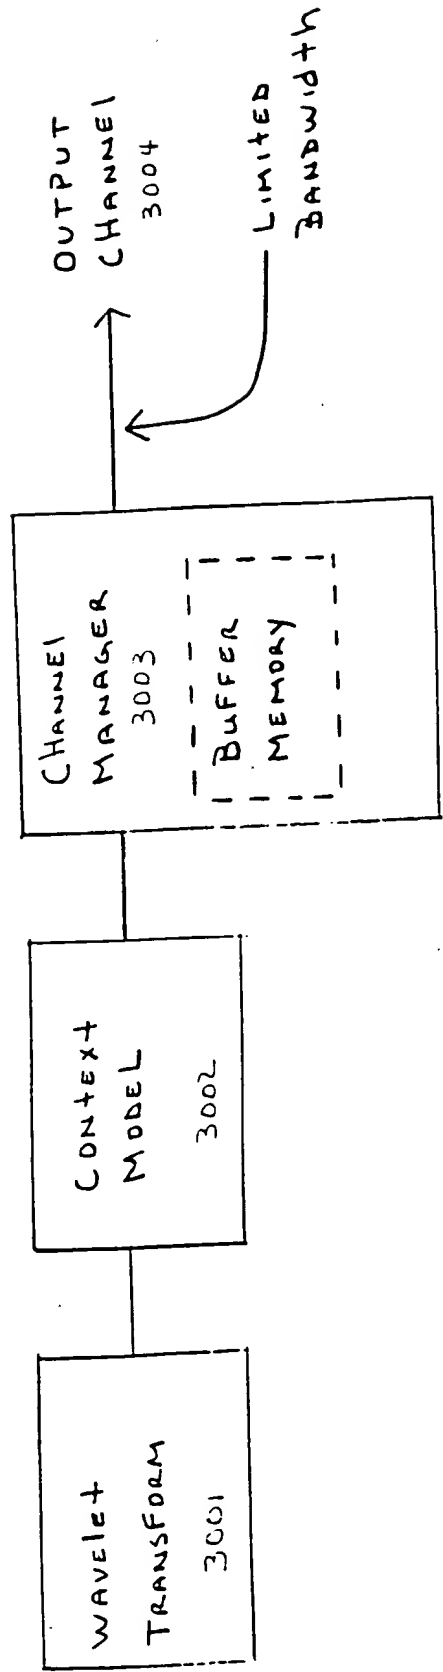 WAVElet
TRANSFORM
3001
CONTEXt
MODEL
3002
CHANNEl
MANAGER
3003
BUFFER
MEMORY
OUTPUT
CHANNEl
3004
LIMITED
BANDWIdth